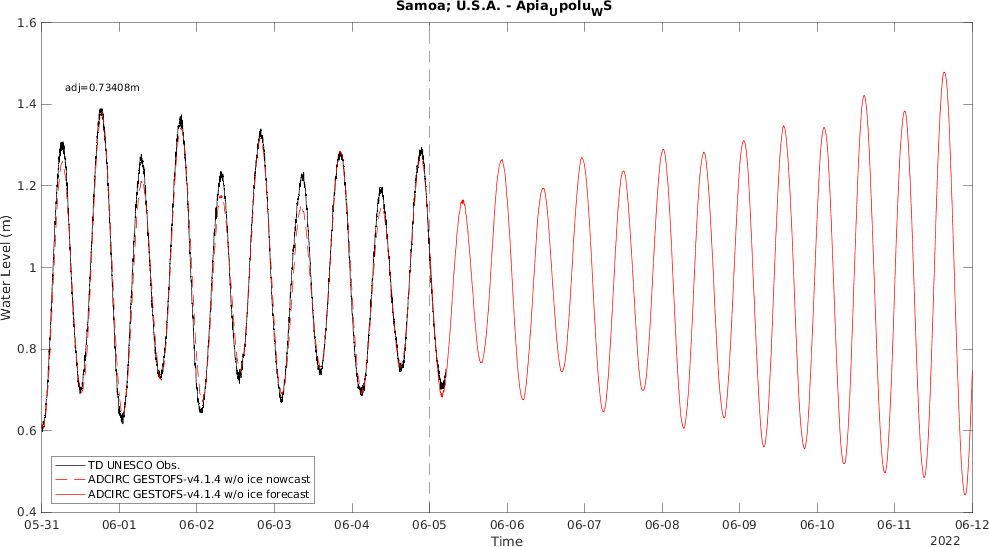 Samoa; U.S.A. - ApiaUpoluWS
1.6
1.4
1.2
1
0.8
0.6
0.4
Water Level (m)
adj=0.73408m
TD UNESCO Obs.
ADCIRC GESTOFS-v4.1.4 w/o ice nowcast
ADCIRC GESTOFS-v4.1.4 w/o ice forecast
05-31 06-01 06-02 06-03 06-04 06-05 06-06 06-07 06-08 06-09 06-10 06-11 06-12
Time
2022